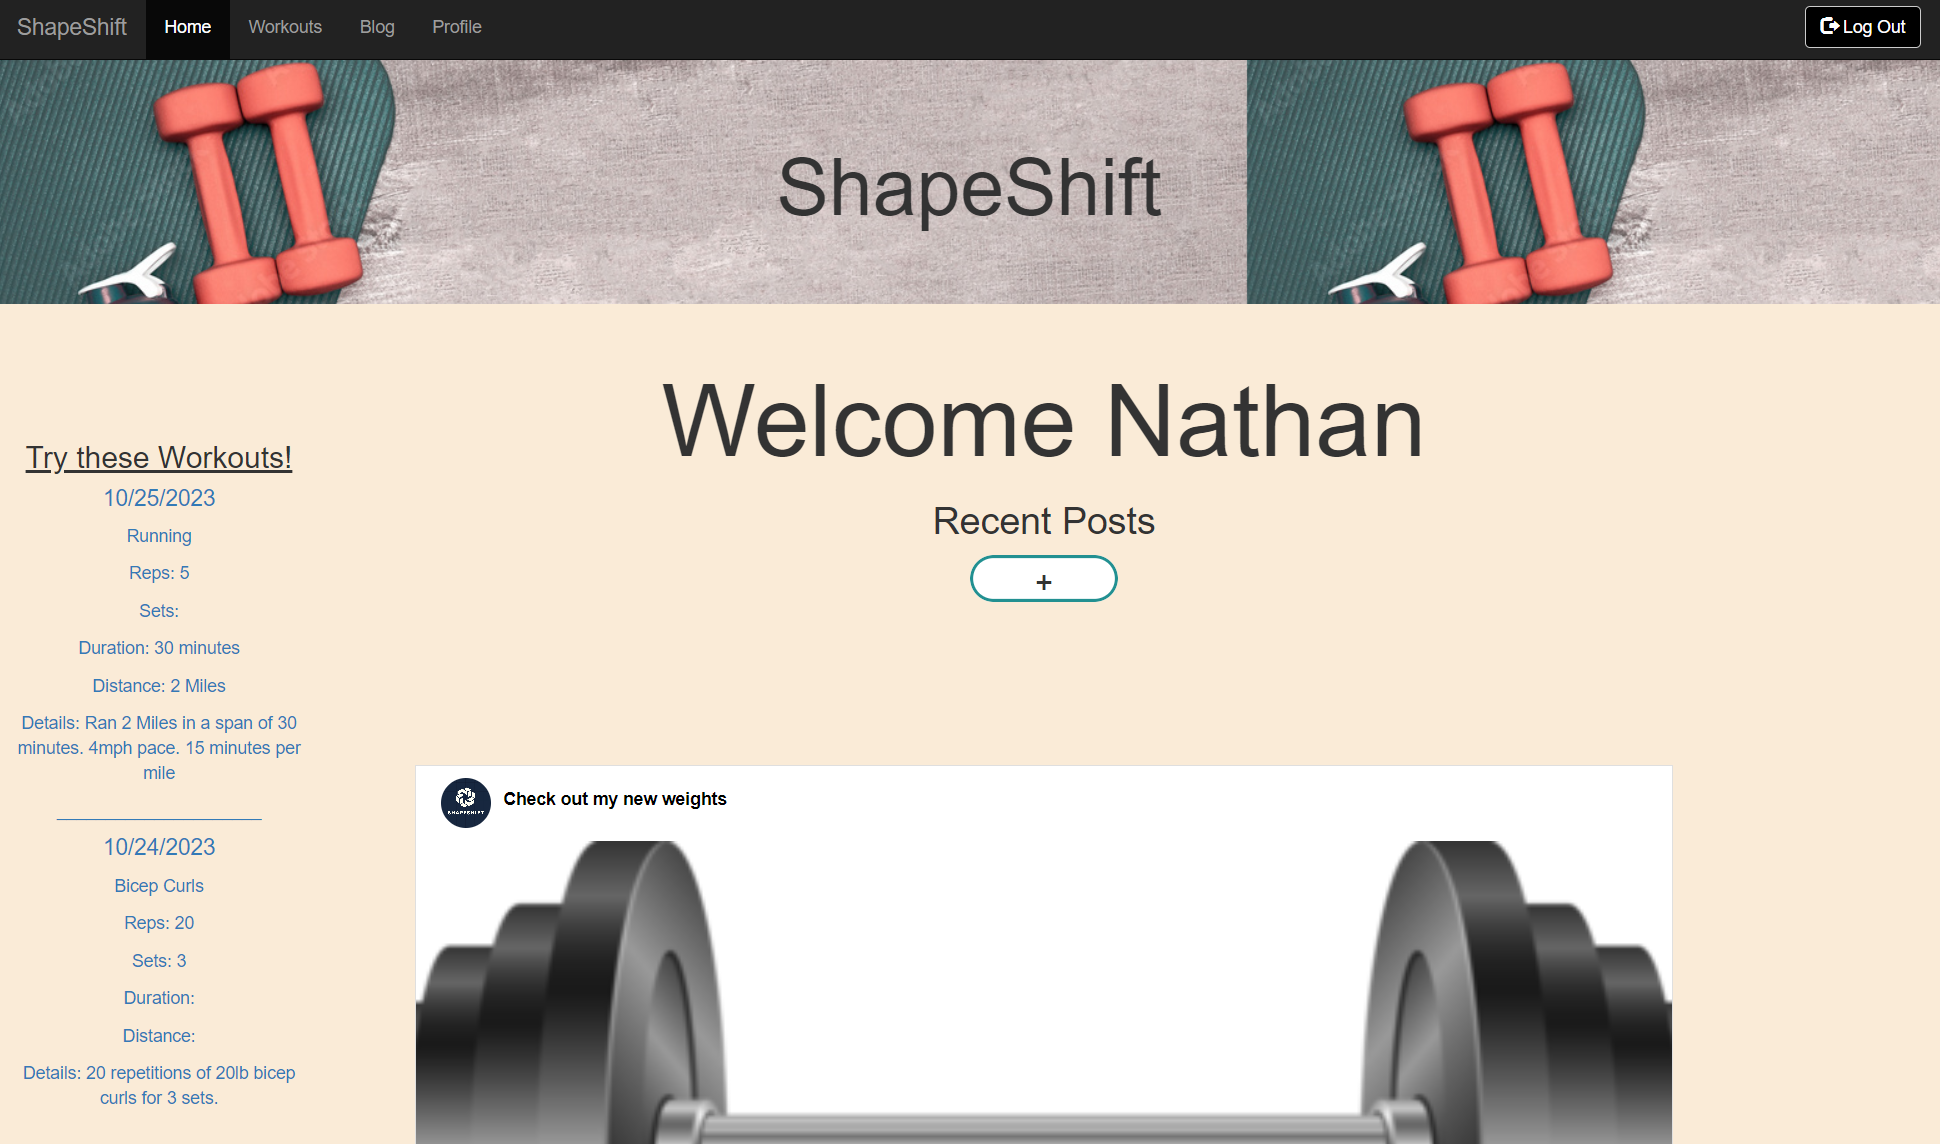 ShapeShift Home Workouts Blog Profile Log Out
ShapeShift
Welcome Nathan
Recent Posts
+
Try these Workouts!
10/25/2023
Running
Reps: 5
Sets:
Duration: 30 minutes
Distance: 2 Miles
Details: Ran 2 Miles in a span of 30
minutes. 4mph pace. 15 minutes per
mile
10/24/2023
Bicep Curls
Reps: 20
Sets: 3
Duration:
Distance:
Details: 20 repetitions of 20lb bicep
curls for 3 sets.
SHAPESHIFT
Check out my new weights